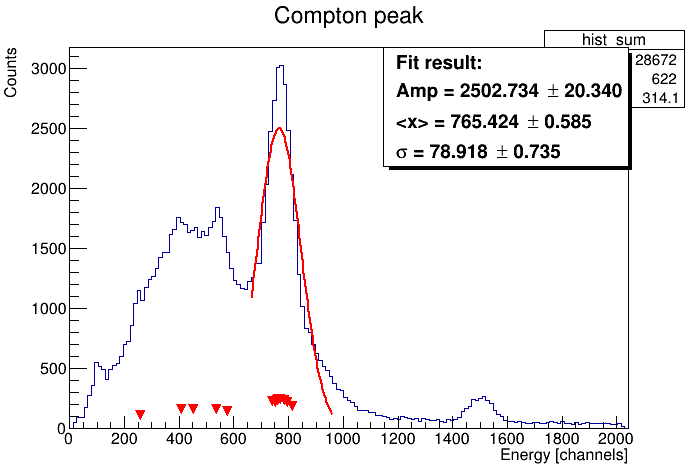 Compton peak
hist_sum
28672
622
314.1
Fit result:
Amp = 2502.734 ± 20.340
<x> = 765.424 ± 0.585
σ = 78.918 ± 0.735
Counts
3000
2500
2000
1500
1000
500
0
0 200 400 600 800 1000 1200 1400 1600 1800 2000
Energy [channels]